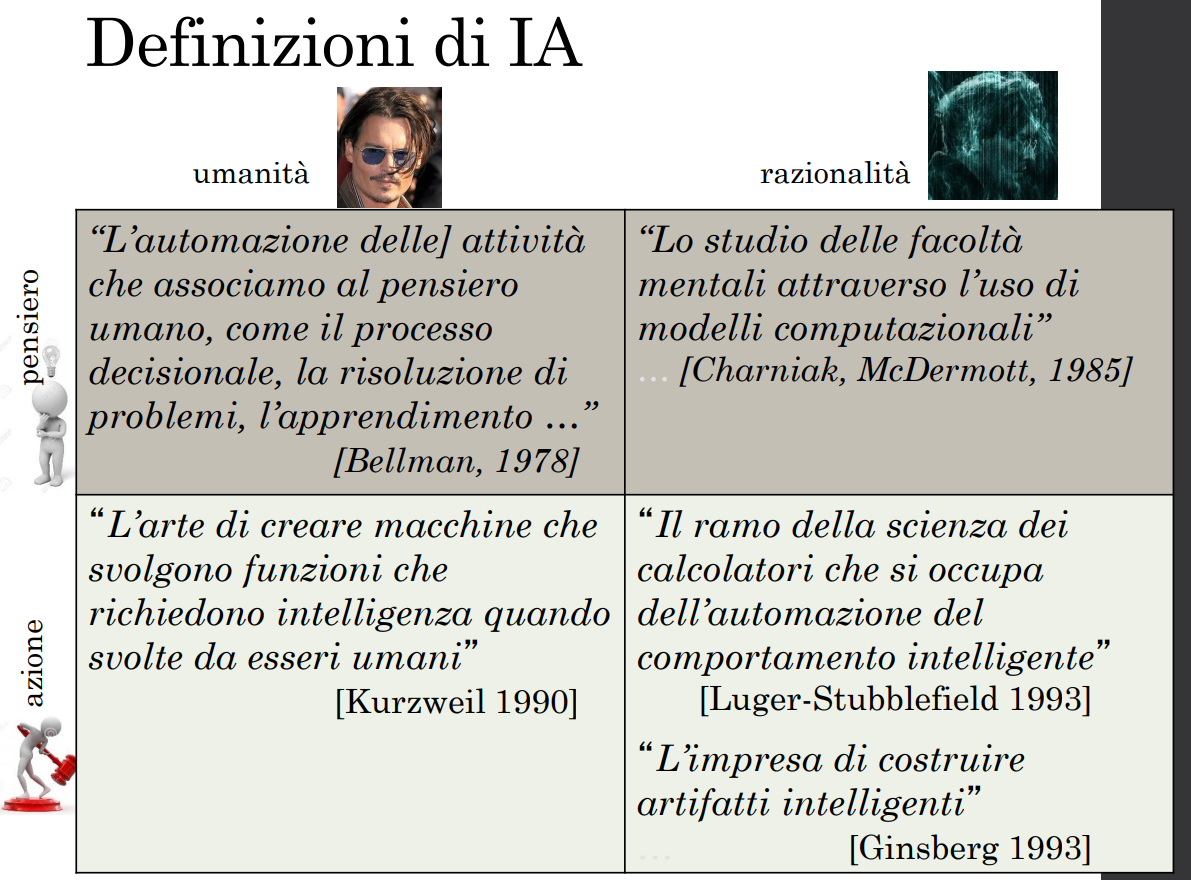 Definizioni di IA
umanità
razionalità
pensiero
“L’automazione delle] attività
che associamo al pensiero
umano, come il processo
decisionale, la risoluzione di
problemi, l’apprendimento …”
[Bellman, 1978]
“Lo studio delle facoltà
mentali attraverso l’uso di
modelli computazionali”
… [Charniak, McDermott, 1985]
azione
“L’arte di creare macchine che
svolgono funzioni che
richiedono intelligenza quando
svolte da esseri umani”
[Kurzweil 1990]
“Il ramo della scienza dei
calcolatori che si occupa
dell’automazione del
comportamento intelligente”
[Luger-Stubblefield 1993]
“L’impresa di costruire
artifatti intelligenti”
… [Ginsberg 1993]